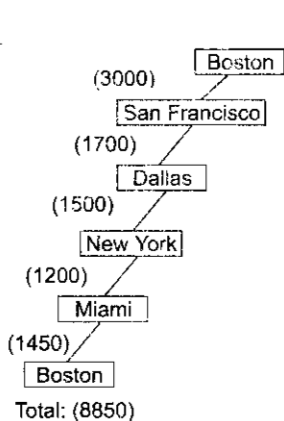 Boston
(3000)
San Francisco
(1700)
Dallas
(1500)
New York
(1200)
Miami
(1450)
Boston
Total: (8850)